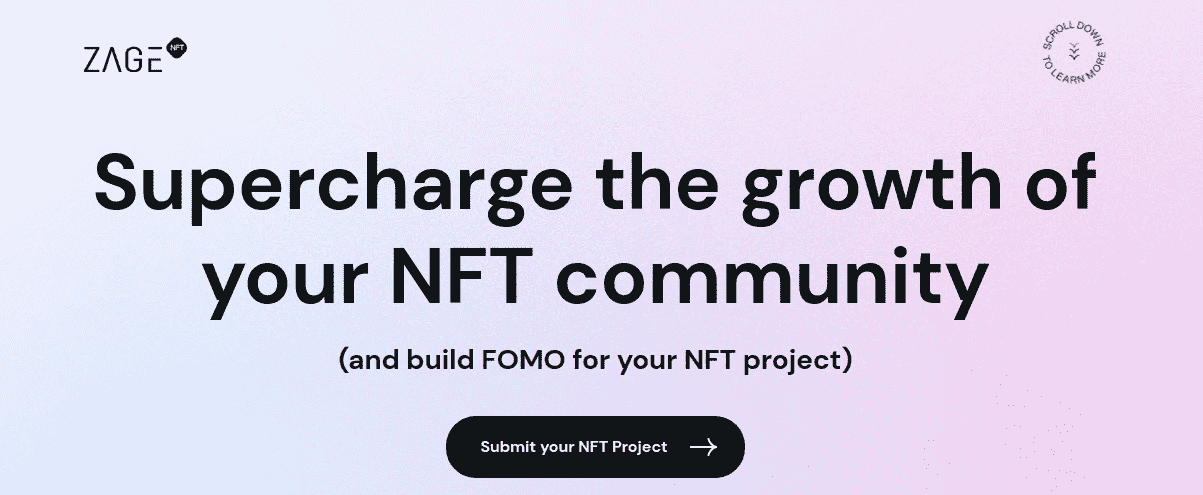 ZAGE NFT
SCROLL DOWN
TO LEARN MORE
Supercharge the growth of
your NFT community
(and build FOMO for your NFT project)
Submit your NFT Project